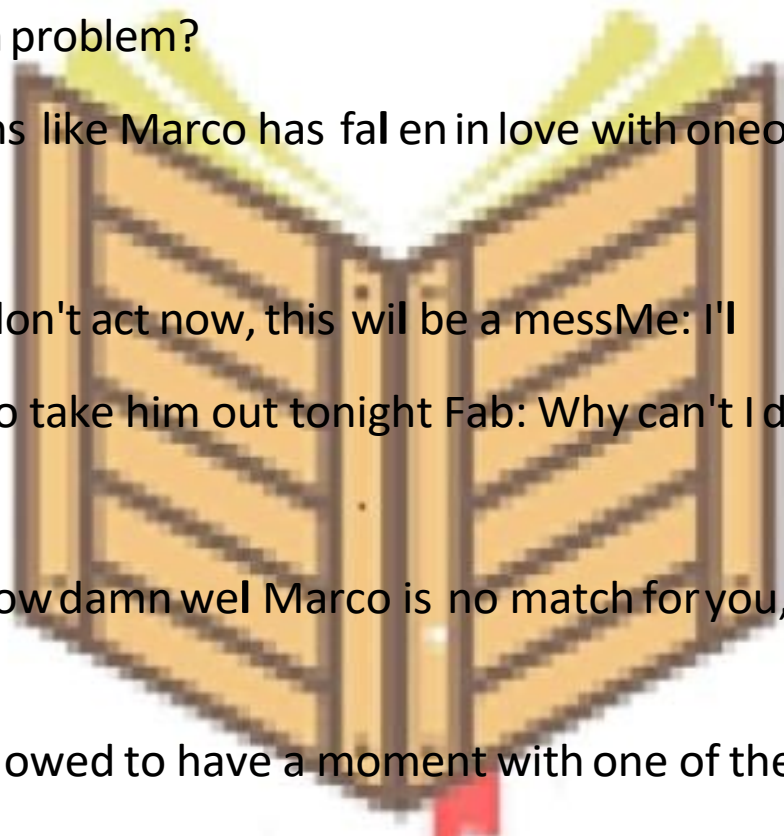 problem?
s like Marco has fal en in love with oneo
on't act now, this wil be a messMe: I'l
o take him out tonight Fab: Why can't I d
ow damn wel Marco is no match for you,
owed to have a moment with one of the